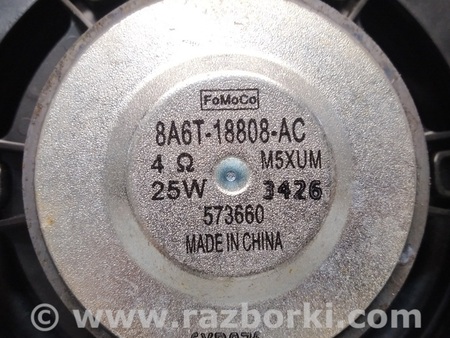 FoMoCo
8A6T-18808-AC
4 Ω M5XUM
25W 3426
573660
MADE IN CHINA
© www.razborki.com